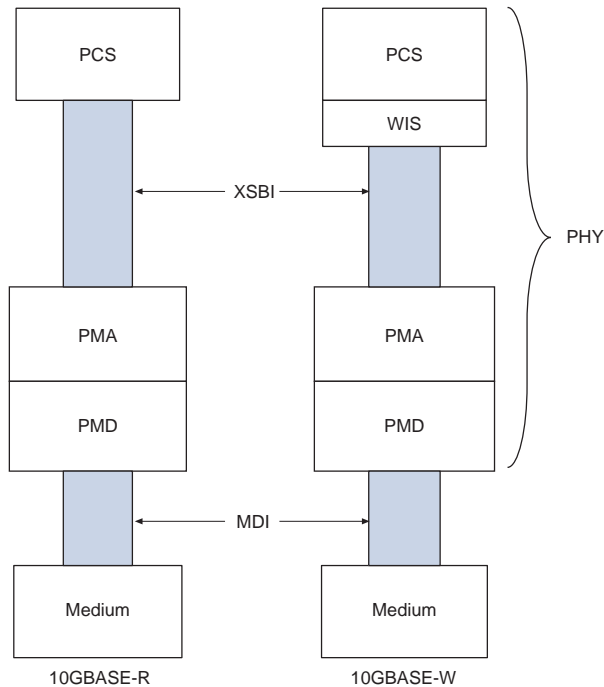 PCS
PCS
WIS
XSBI
PHY
PMA
PMA
PMD
PMD
MDI
Medium
Medium
10GBASE-R
10GBASE-W